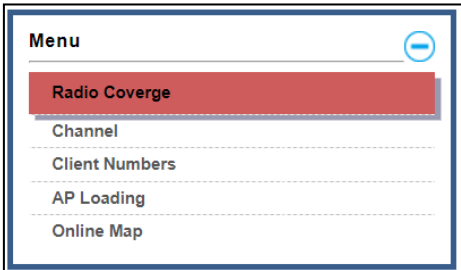 Menu
Radio Coverge
Channel
Client Numbers
AP Loading
Online Map